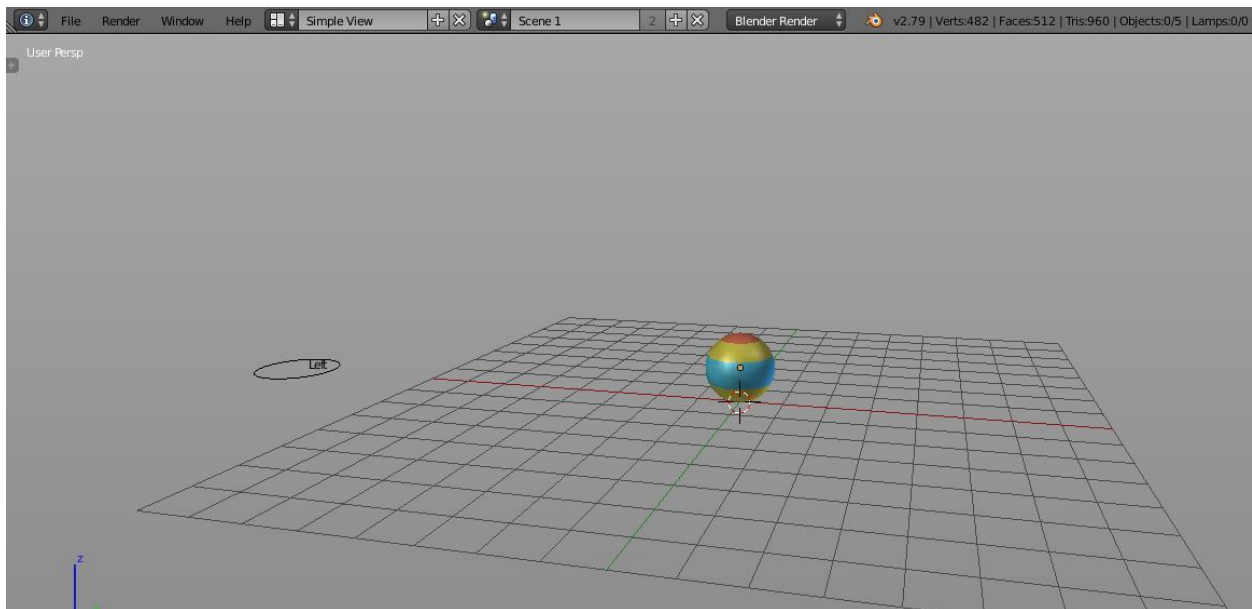 File Render Window Help Simple View Scene 1 2 Blender Render v2.79 | Verts:482 | Faces:512 | Tris:960 | Objects:0/5 | Lamps:0/0
User Persp
Left
z